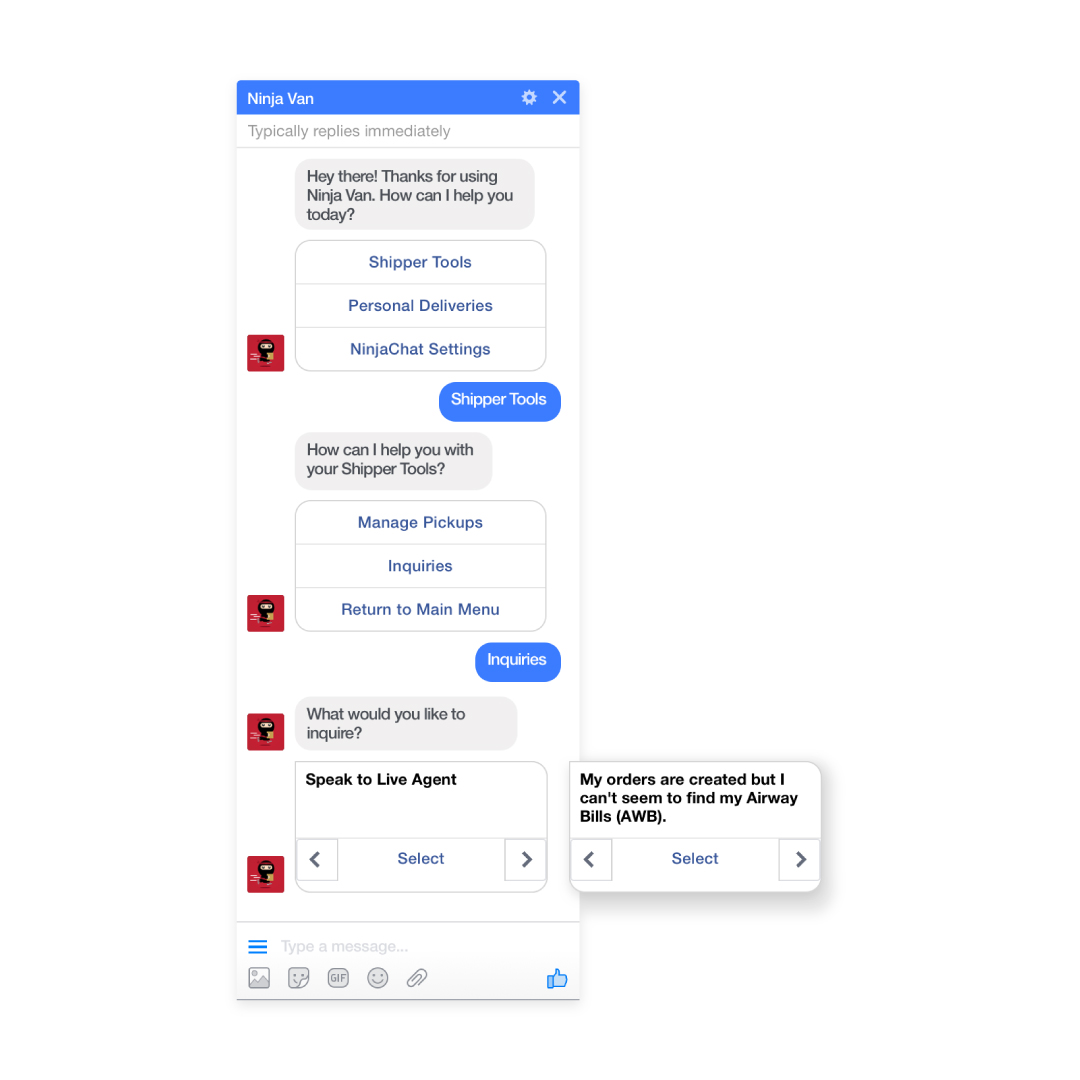 Ninja Van
Typically replies immediately
Hey there! Thanks for using
Ninja Van. How can I help you
today?
Shipper Tools
Personal Deliveries
NinjaChat Settings
Shipper Tools
How can I help you with
your Shipper Tools?
Manage Pickups
Inquiries
Return to Main Menu
Inquiries
What would you like to
inquire?
Speak to Live Agent
Select
My orders are created but I
can't seem to find my Airway
Bills (AWB).
Select
Type a message...
GIF